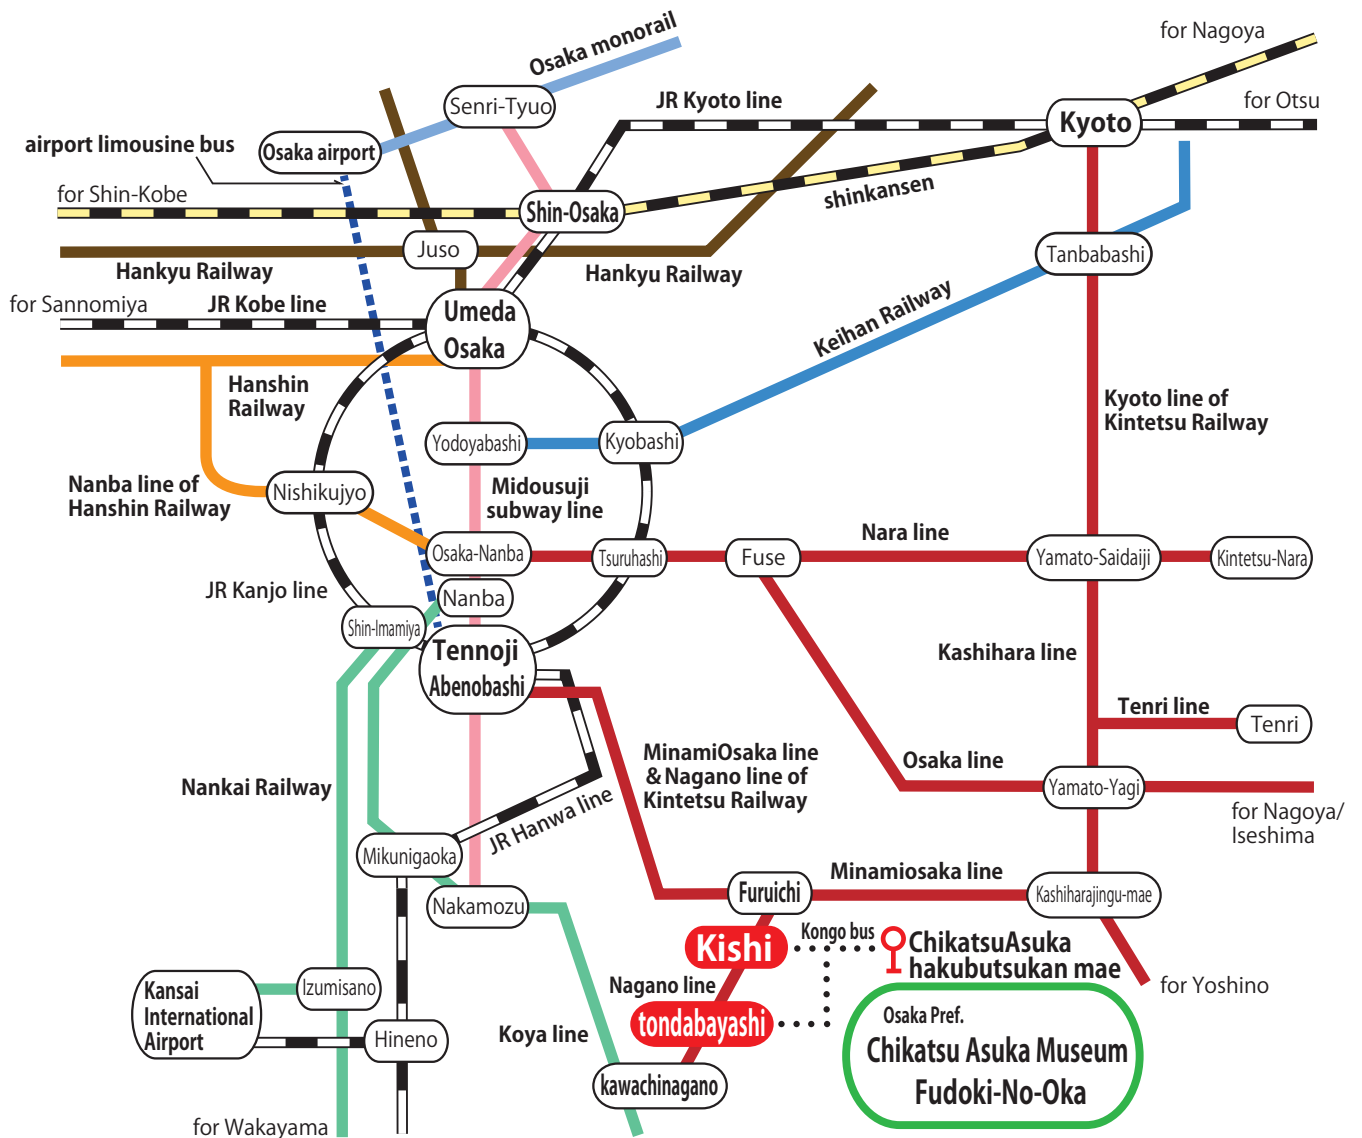 for Nagoya
Osaka monorail
Senri-Tyuo
JR Kyoto line
for Otsu
Kyoto
airport limousine bus
Osaka airport
for Shin-Kobe
Shin-Osaka
shinkansen
Juso
Tanbabashi
Hankyu Railway
Hankyu Railway
for Sannomiya
JR Kobe line
Umeda
Osaka
Keihan Railway
Hanshin
Railway
Kyoto line of
Kintetsu Railway
Yodoyabashi
Kyobashi
Nanba line of
Hanshin Railway
Nishikujyo
Midousuji
subway line
Osaka-Nanba
Tsuruhashi
Fuse
Nara line
Yamato-Saidaiji
Kintetsu-Nara
JR Kanjo line
Nanba
Shin-Imamiya
Tennoji
Abenobashi
Kashihara line
Tenri line
Tenri
MinamiOsaka line
& Nagano line of
Kintetsu Railway
Osaka line
Nankai Railway
Yamato-Yagi
for Nagoya/
Iseshima
JR Hanwa line
Mikunigaoka
Minamiosaka line
Furuichi
Kashiharajingu-mae
Nakamozu
Kishi
Kongo bus
ChikatsuAsuka
hakubutsukan mae
Nagano line
for Yoshino
Izumisano
Kansai
International
Airport
Hineno
Koya line
tondabayashi
Osaka Pref.
Chikatsu Asuka Museum
Fudoki-No-Oka
kawachinagano
for Wakayama